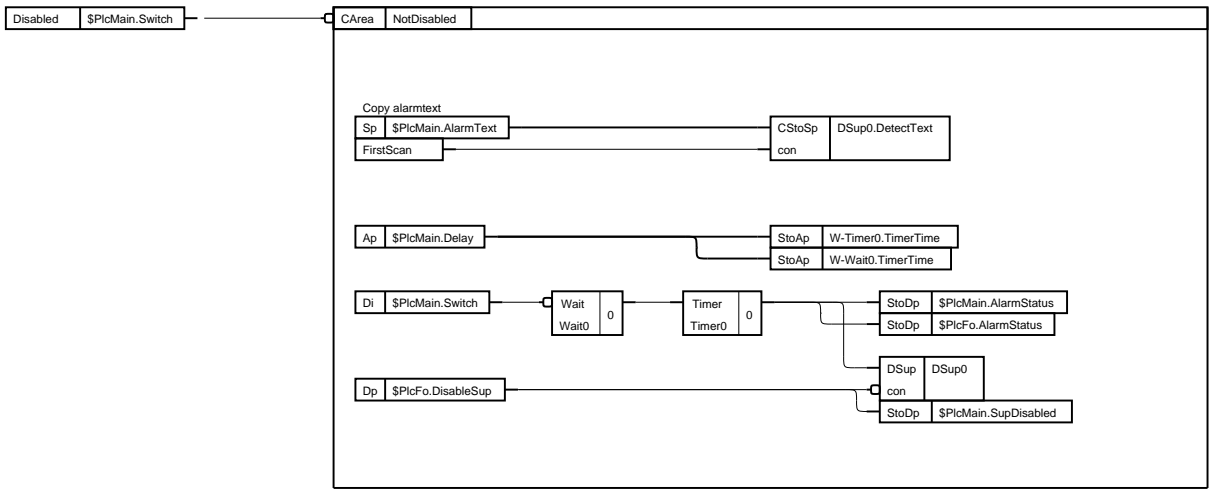 Disabled $PlcMain.Switch CArea NotDisabled
Copy alarmtext
Sp $PlcMain.AlarmText CStoSp DSup0.DetectText
FirstScan con
Ap $PlcMain.Delay StoAp W-Timer0.TimerTime
StoAp W-Wait0.TimerTime
Di $PlcMain.Switch Wait 0 Timer 0 StoDp $PlcMain.AlarmStatus
Wait0 Timer0 StoDp $PlcFo.AlarmStatus
DSup DSup0
Dp $PlcFo.DisableSup con
StoDp $PlcMain.SupDisabled